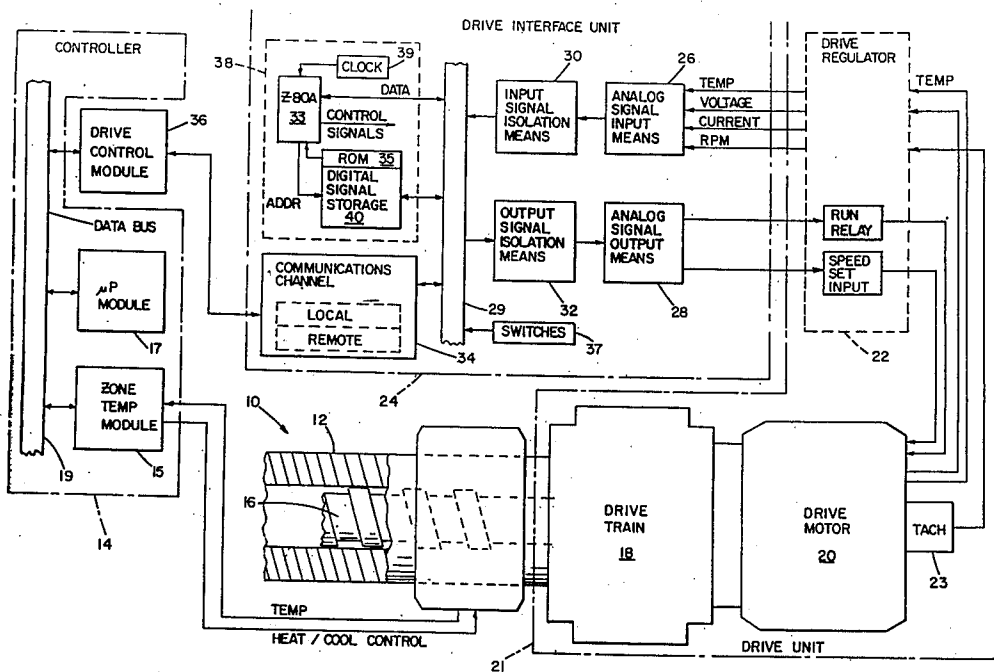 DRIVE INTERFACE UNIT
CONTROLLER
36
DRIVE
CONTROL
MODULE
DATA BUS
μP
MODULE
17
ZONE
TEMP
MODULE
15
19
14
38
CLOCK
39
Z-80A
33
DATA
CONTROL
SIGNALS
ROM 35
DIGITAL
SIGNAL
STORAGE
40
ADDR
COMMUNICATIONS
CHANNEL
LOCAL
REMOTE
34
29
30
INPUT
SIGNAL
ISOLATION
MEANS
26
ANALOG
SIGNAL
INPUT
MEANS
TEMP
VOLTAGE
CURRENT
RPM
OUTPUT
SIGNAL
ISOLATION
MEANS
32
ANALOG
SIGNAL
OUTPUT
MEANS
28
SWITCHES
37
24
DRIVE
REGULATOR
TEMP
RUN
RELAY
SPEED
SET
INPUT
22
10
12
16
TEMP
HEAT / COOL CONTROL
DRIVE
TRAIN
18
DRIVE
MOTOR
20
TACH
23
21
DRIVE UNIT